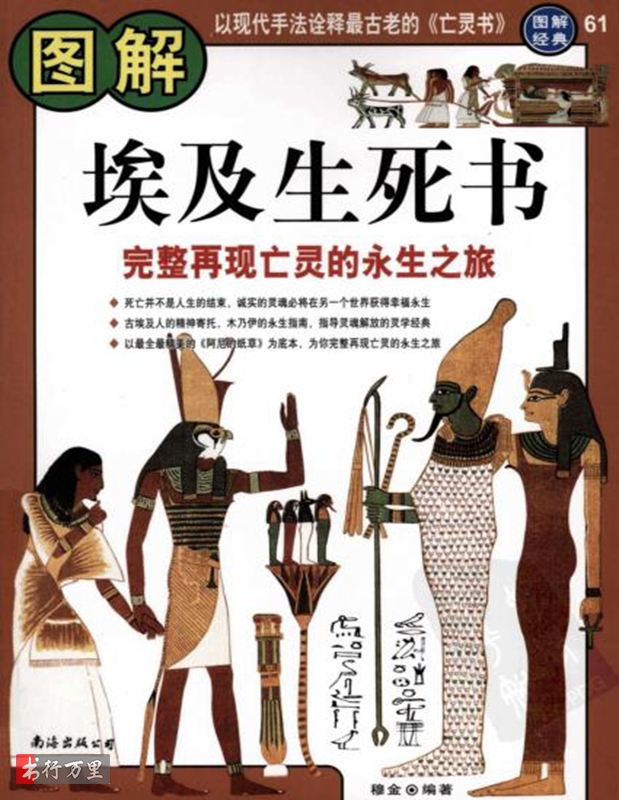 以现代手法诠释最古老的《亡灵书》
图解
经典
61
图解
埃及生死书
完整再现亡灵的永生之旅
◆ 死亡并不是人生的结束，诚实的灵魂必将在另一个世界获得幸福永生
◆ 古埃及人的精神寄托，木乃伊的永生指南，指导灵魂解放的灵学经典
◆ 以最全最精美的《阿尼的纸草》为底本，为你完整再现亡灵的永生之旅
南海出版公司
书行万里
穆金◎编著